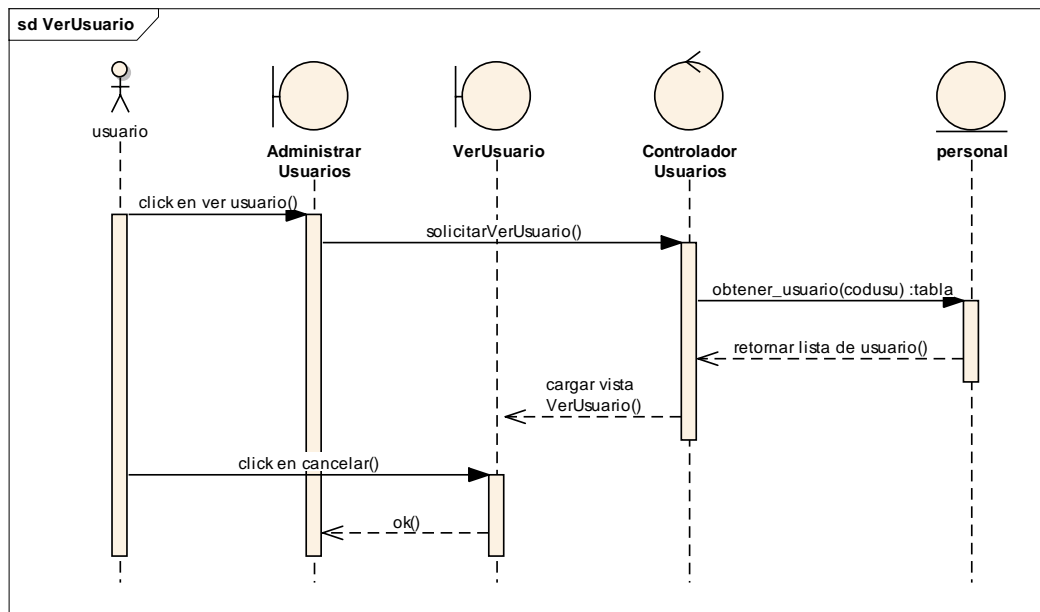 sd VerUsuario
usuario
Administrar
Usuarios
VerUsuario
Controlador
Usuarios
personal
click en ver usuario()
solicitarVerUsuario()
obtener_usuario(codusu) :tabla
retornar lista de usuario()
cargar vista
VerUsuario()
click en cancelar()
ok()